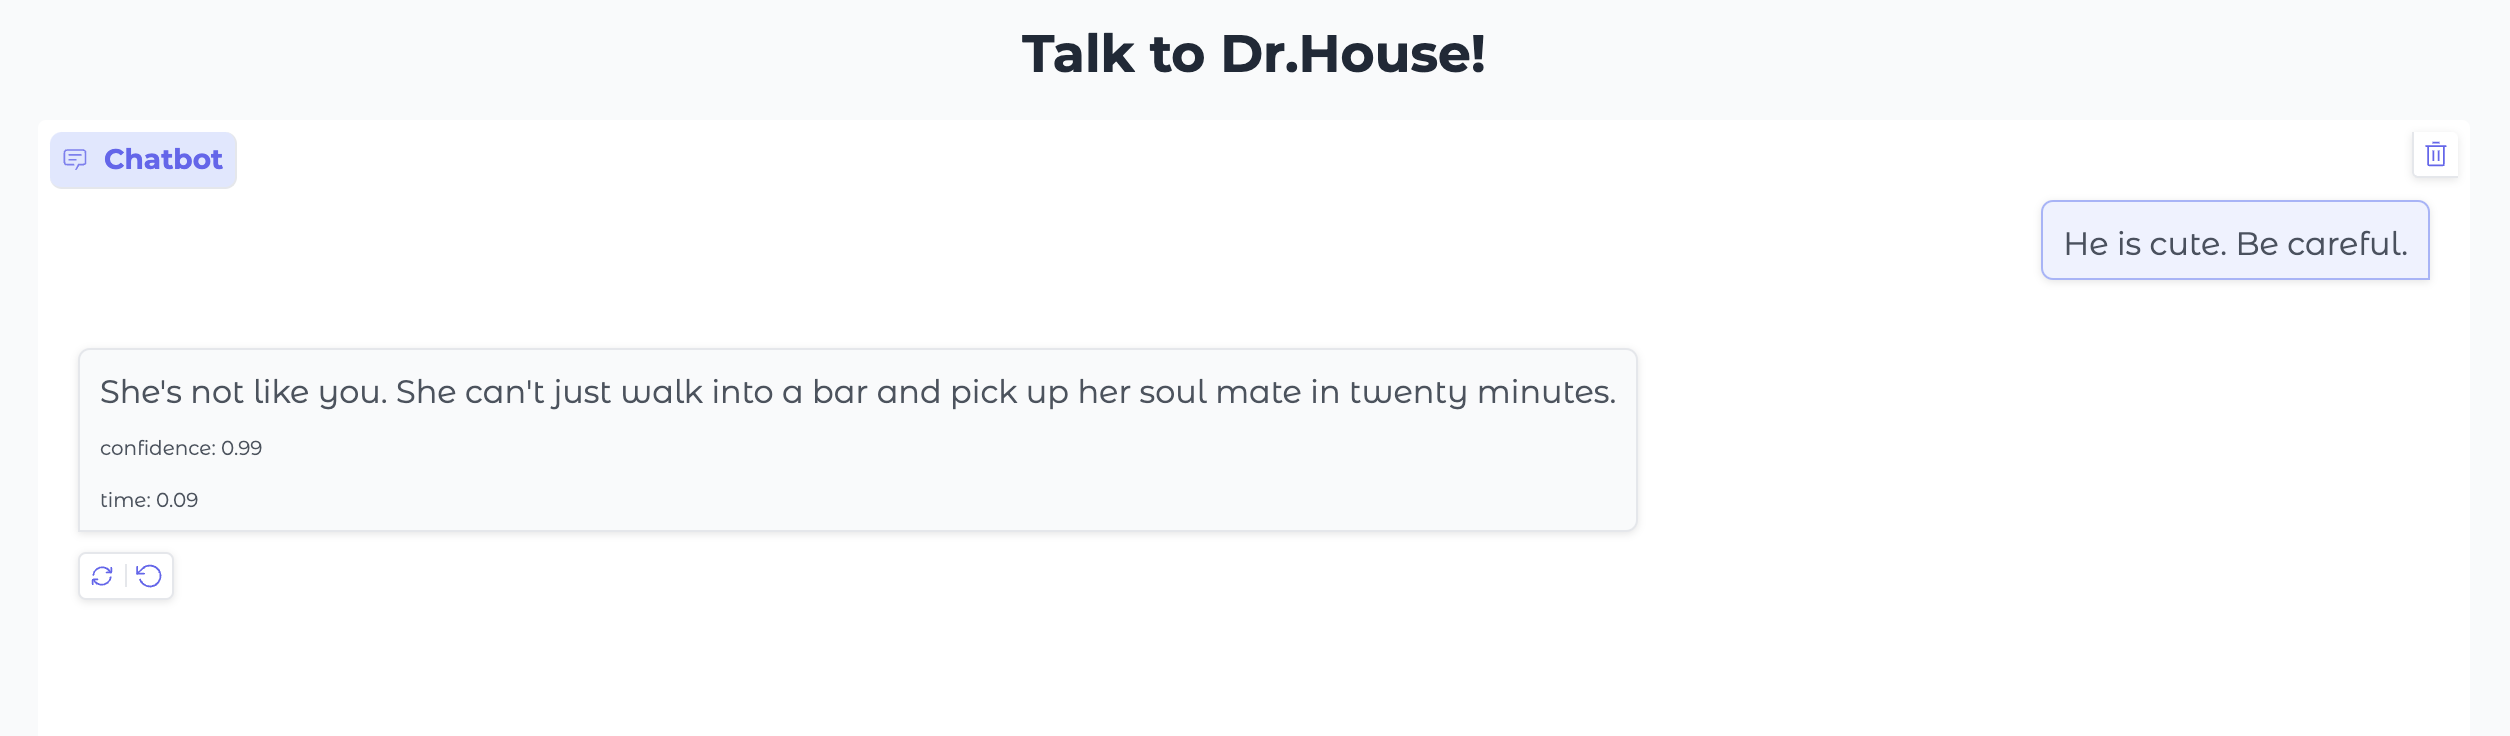 Talk to Dr.House!
Chatbot
He is cute. Be careful.
She's not like you. She can't just walk into a bar and pick up her soul mate in twenty minutes.
confidence: 0.99
time: 0.09